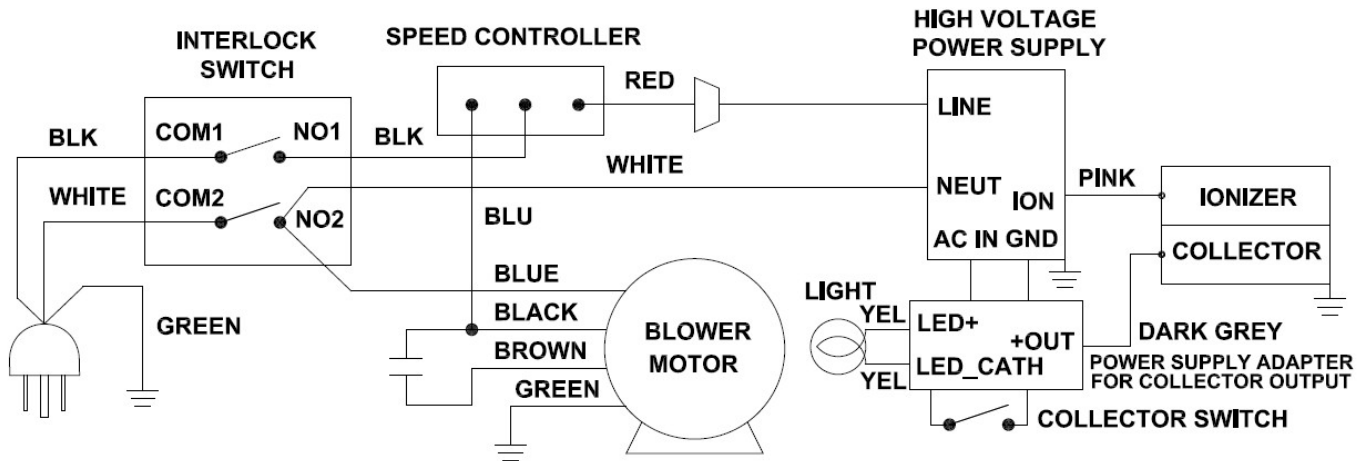 INTERLOCK
SWITCH
SPEED CONTROLLER
HIGH VOLTAGE
POWER SUPPLY
BLK
COM1
NO1
BLK
RED
LINE
WHITE
COM2
NO2
WHITE
NEUT
ION
PINK
IONIZER
BLU
AC IN GND
COLLECTOR
GREEN
BLUE
BLACK
BROWN
GREEN
BLOWER
MOTOR
LIGHT
YEL
YEL
LED+
+OUT
LED_CATH
DARK GREY
POWER SUPPLY ADAPTER
FOR COLLECTOR OUTPUT
COLLECTOR SWITCH